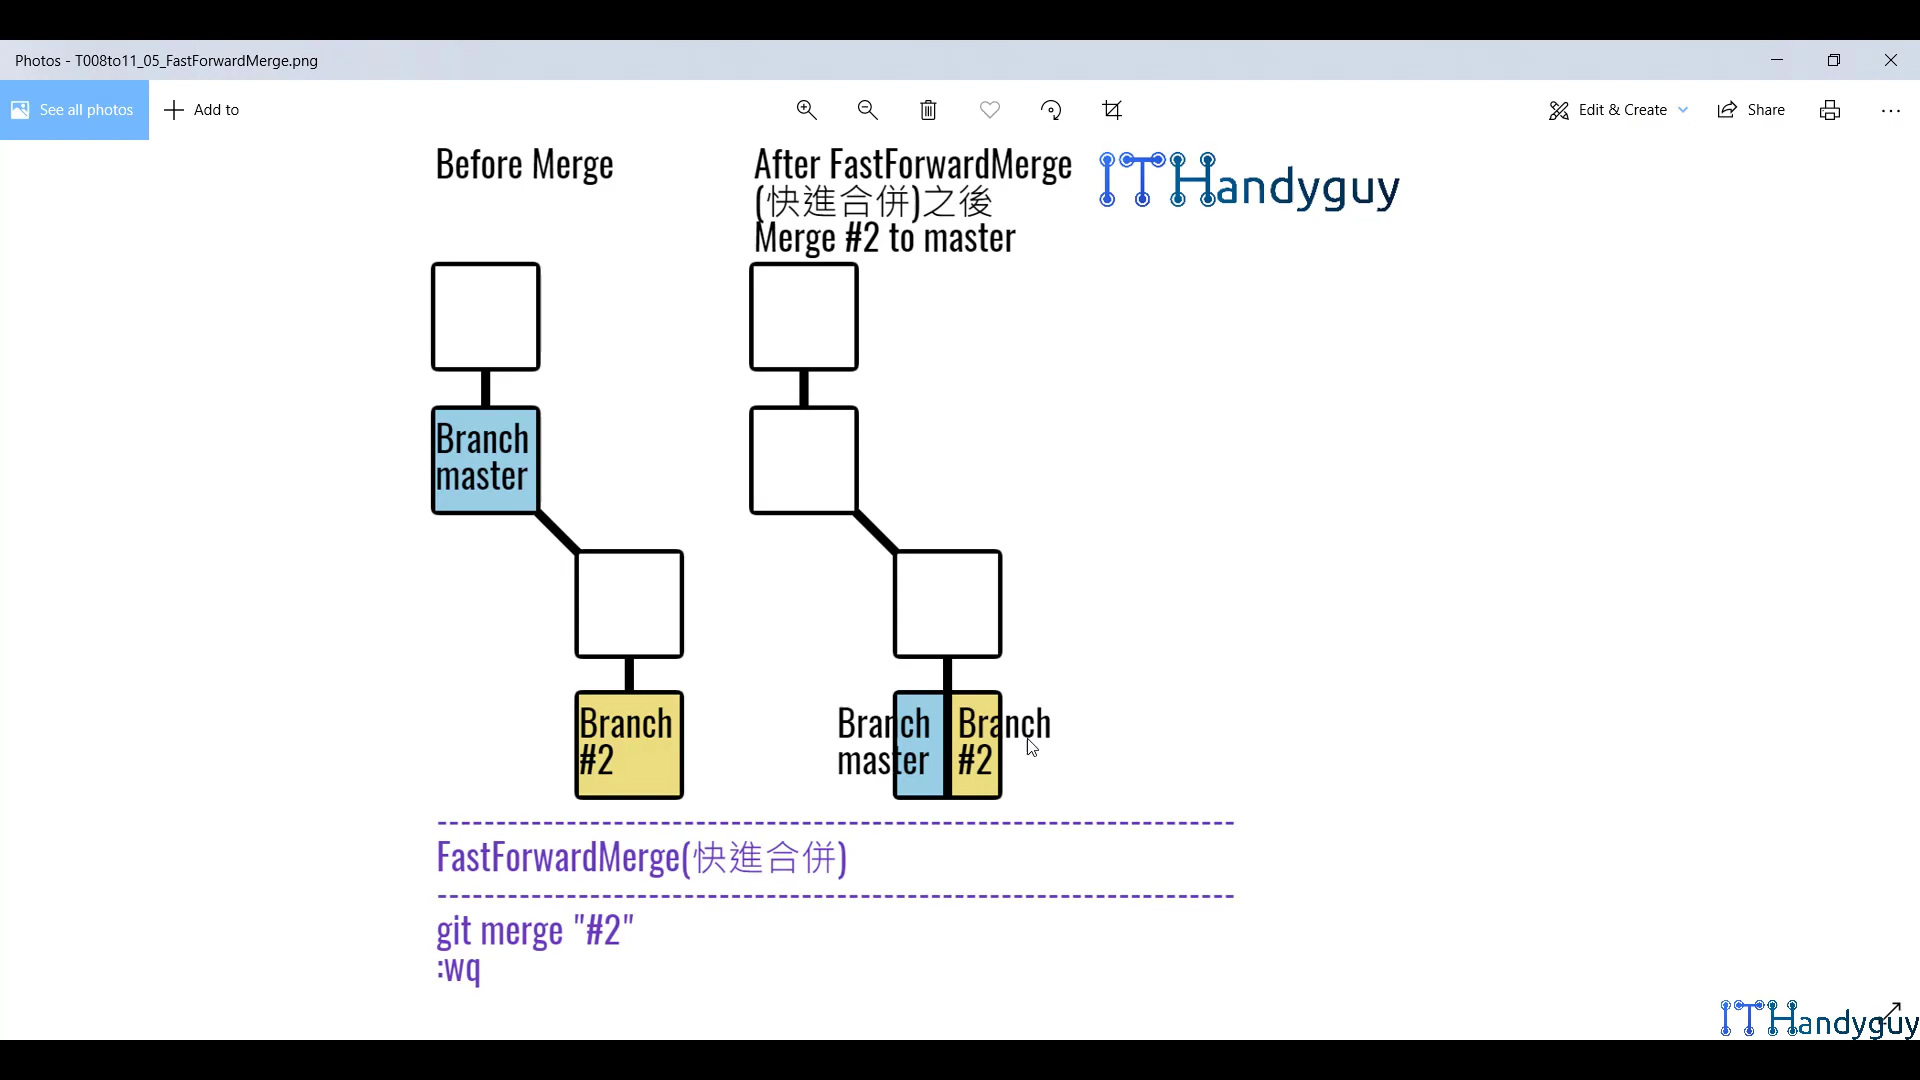 Photos - T008to11_05_FastForwardMerge.png
See all photos
Add to
Edit & Create
Share
Before Merge
After FastForwardMerge
(快進合併)之後
Merge #2 to master
ITHandyguy
Branch
master
Branch
#2
Branch
master
Branch
#2
--------------------------------------------------------------------
FastForwardMerge(快進合併)
--------------------------------------------------------------------
git merge "#2"
:wq
ITHandyguy